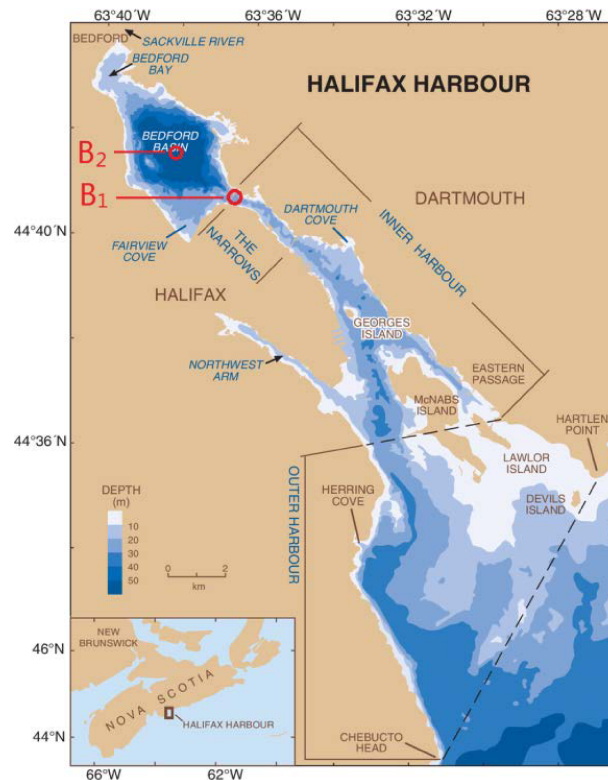 63°40'W
63°36'W
63°32'W
63°28'W
BEDFORD
SACKVILLE RIVER
BEDFORD
BAY
HALIFAX HARBOUR
BEDFORD
BASIN
B2
B1
DARTMOUTH
DARTMOUTH
COVE
INNER HARBOUR
44°40'N
FAIRVIEW
COVE
THE
NARROWS
HALIFAX
GEORGES
ISLAND
NORTHWEST
ARM
EASTERN
PASSAGE
McNABS
ISLAND
HARTLEN
POINT
44°36'N
LAWLOR
ISLAND
OUTER HARBOUR
DEPTH
(m)
10
20
30
40
50
HERRING
COVE
DEVILS
ISLAND
0 2
km
NEW
BRUNSWICK
46°N
NOVA SCOTIA
HALIFAX HARBOUR
44°N
CHEBUCTO
HEAD
66°W
62°W